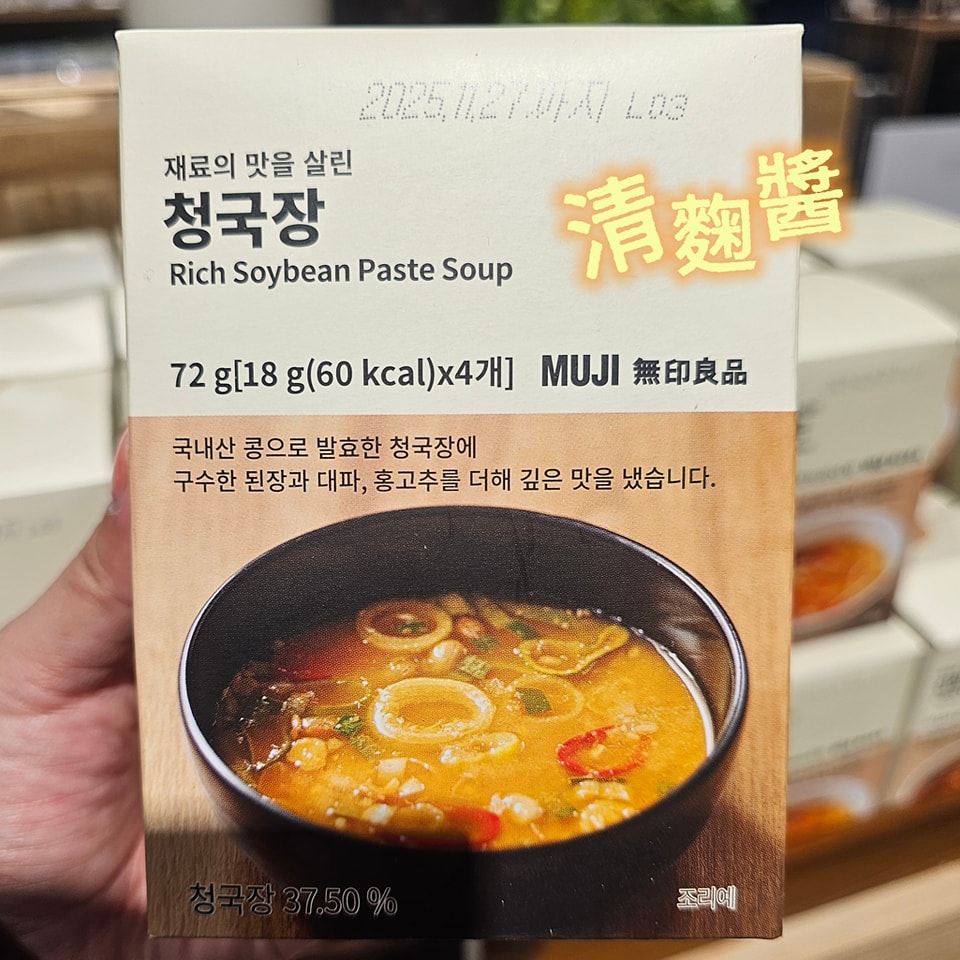 2025.11.27.까지 L03
재료의 맛을 살린
청국장
Rich Soybean Paste Soup
清麴醬
72 g[18 g(60 kcal)x4개] MUJI 無印良品
국내산 콩으로 발효한 청국장에
구수한 된장과 대파, 홍고추를 더해 깊은 맛을 냈습니다.
청국장 37.50 %
조리예